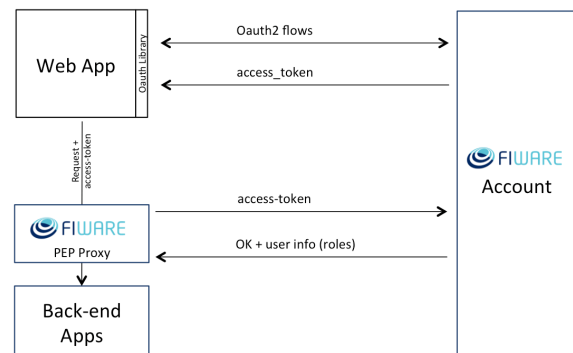 Oauth2 flows
Web App
Oauth Library
access_token
Request +
access-token
FIWARE
Account
access-token
FIWARE
PEP Proxy
OK + user info (roles)
Back-end
Apps